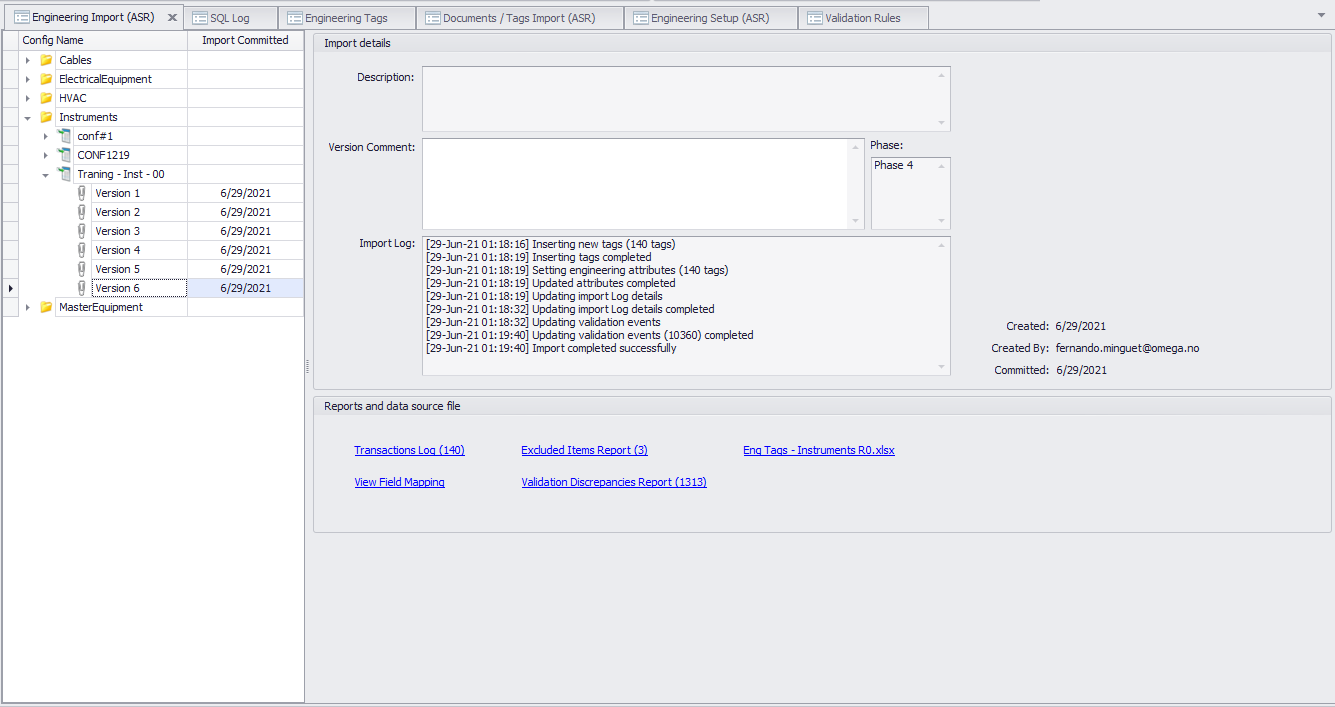 Engineering Import (ASR)
SQL Log
Engineering Tags
Documents / Tags Import (ASR)
Engineering Setup (ASR)
Validation Rules
Config Name
Import Committed
Cables
ElectricalEquipment
HVAC
Instruments
conf#1
CONF1219
Traning - Inst - 00
Version 1 6/29/2021
Version 2 6/29/2021
Version 3 6/29/2021
Version 4 6/29/2021
Version 5 6/29/2021
Version 6 6/29/2021
MasterEquipment
Import details
Description:
Version Comment:
Phase:
Phase 4
Import Log:
[29-Jun-21 01:18:16] Inserting new tags (140 tags)
[29-Jun-21 01:18:19] Inserting tags completed
[29-Jun-21 01:18:19] Setting engineering attributes (140 tags)
[29-Jun-21 01:18:19] Updated attributes completed
[29-Jun-21 01:18:19] Updating import Log details
[29-Jun-21 01:18:32] Updating import Log details completed
[29-Jun-21 01:18:32] Updating validation events
[29-Jun-21 01:19:40] Updating validation events (10360) completed
[29-Jun-21 01:19:40] Import completed successfully
Created: 6/29/2021
Created By: fernando.minguet@omega.no
Committed: 6/29/2021
Reports and data source file
Transactions Log (140)
Excluded Items Report (3)
Eng Tags - Instruments R0.xlsx
View Field Mapping
Validation Discrepancies Report (1313)